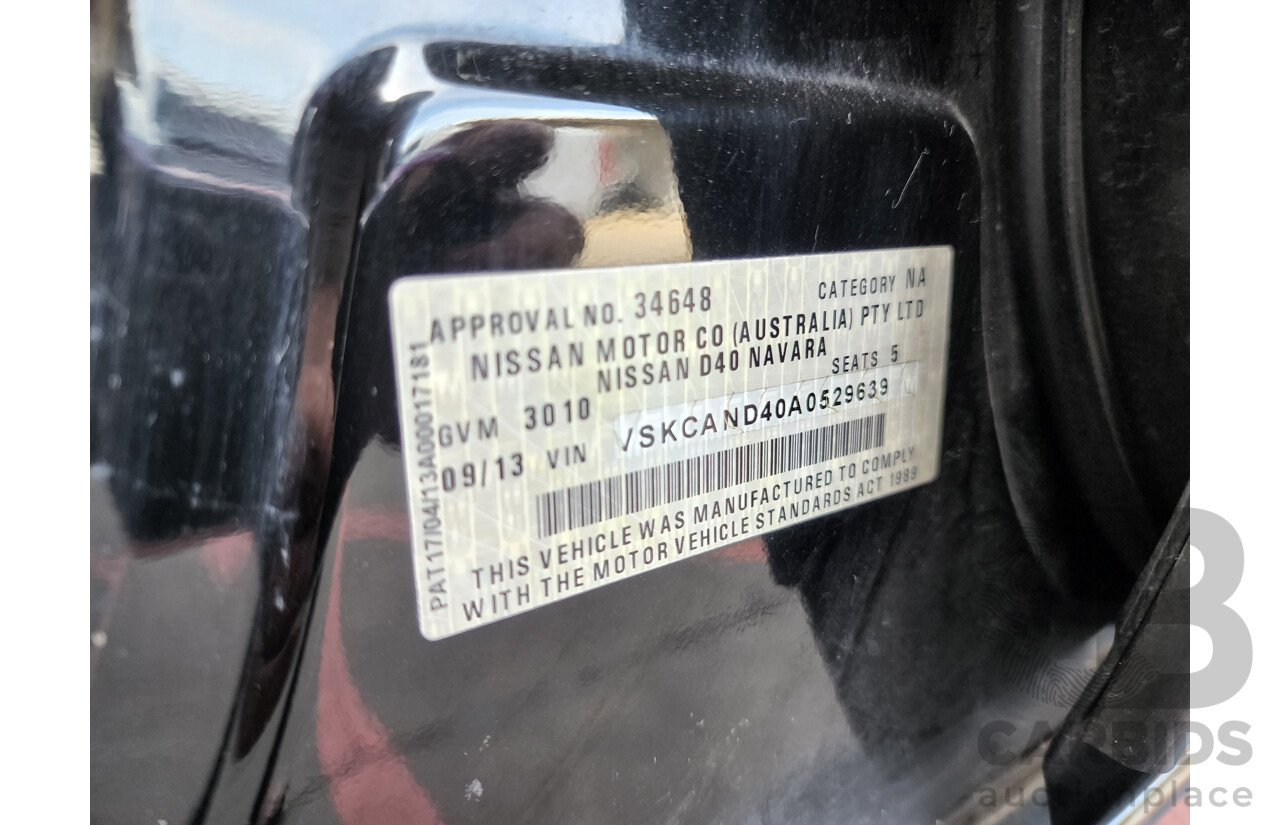 APPROVAL NO. 34648 CATEGORY NA
NISSAN MOTOR CO (AUSTRALIA) PTY LTD
NISSAN D40 NAVARA
SEATS 5
GVM 3010
09/13 VIN VSKCAND40A0529639
THIS VEHICLE WAS MANUFACTURED TO COMPLY
WITH THE MOTOR VEHICLE STANDARDS ACT 1989
PAT17/04/13A00017181
CARBIDS
auctionplace